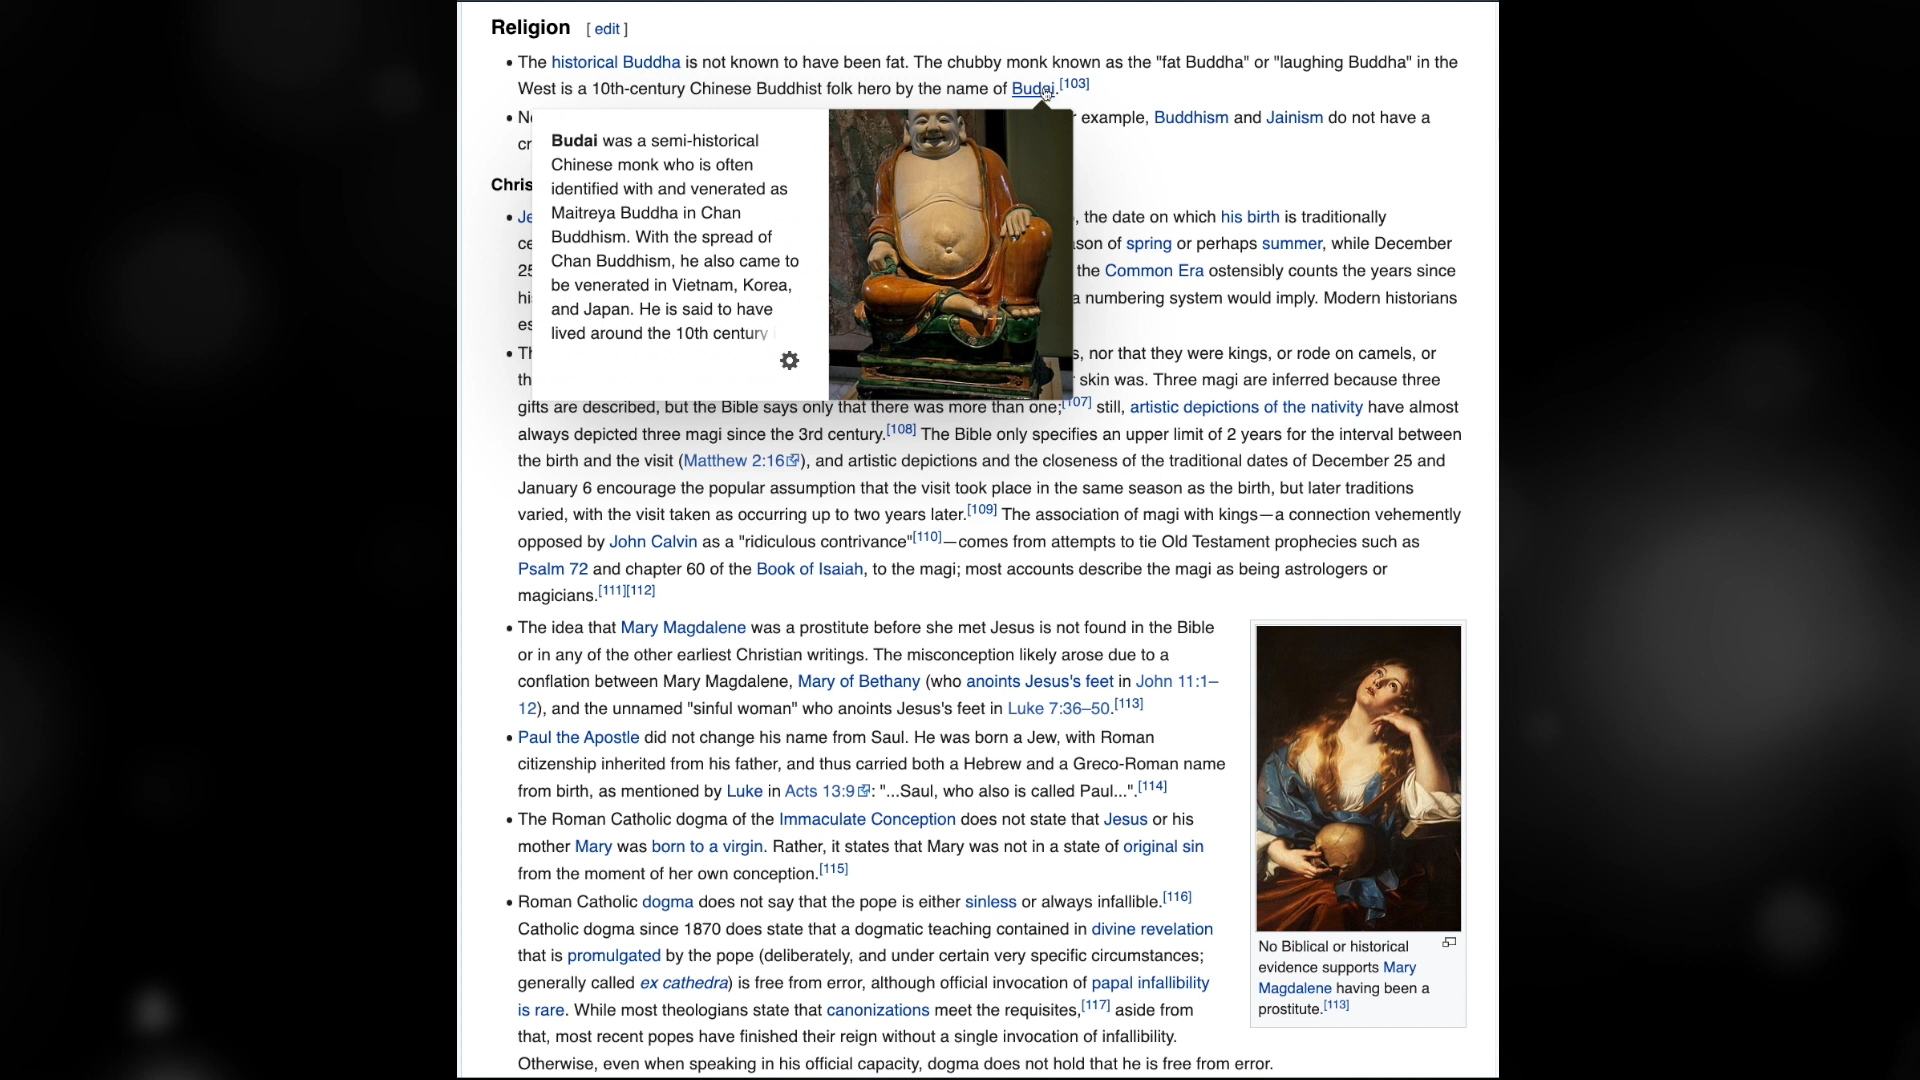 Religion [ edit ]
• The historical Buddha is not known to have been fat. The chubby monk known as the "fat Buddha" or "laughing Buddha" in the
West is a 10th-century Chinese Buddhist folk hero by the name of Budai.[103]
• N example, Buddhism and Jainism do not have a
cr
Budai was a semi-historical
Chinese monk who is often
identified with and venerated as
Maitreya Buddha in Chan
Buddhism. With the spread of
Chan Buddhism, he also came to
be venerated in Vietnam, Korea,
and Japan. He is said to have
lived around the 10th century
Chris
• Je , the date on which his birth is traditionally
ce son of spring or perhaps summer, while December
25 the Common Era ostensibly counts the years since
hi a numbering system would imply. Modern historians
es
• Th s, nor that they were kings, or rode on camels, or
th skin was. Three magi are inferred because three
gifts are described, but the Bible says only that there was more than one;[107] still, artistic depictions of the nativity have almost
always depicted three magi since the 3rd century.[108] The Bible only specifies an upper limit of 2 years for the interval between
the birth and the visit (Matthew 2:16), and artistic depictions and the closeness of the traditional dates of December 25 and
January 6 encourage the popular assumption that the visit took place in the same season as the birth, but later traditions
varied, with the visit taken as occurring up to two years later.[109] The association of magi with kings—a connection vehemently
opposed by John Calvin as a "ridiculous contrivance"[110]—comes from attempts to tie Old Testament prophecies such as
Psalm 72 and chapter 60 of the Book of Isaiah, to the magi; most accounts describe the magi as being astrologers or
magicians.[111][112]
• The idea that Mary Magdalene was a prostitute before she met Jesus is not found in the Bible
or in any of the other earliest Christian writings. The misconception likely arose due to a
conflation between Mary Magdalene, Mary of Bethany (who anoints Jesus's feet in John 11:1–
12), and the unnamed "sinful woman" who anoints Jesus's feet in Luke 7:36–50.[113]
• Paul the Apostle did not change his name from Saul. He was born a Jew, with Roman
citizenship inherited from his father, and thus carried both a Hebrew and a Greco-Roman name
from birth, as mentioned by Luke in Acts 13:9: "...Saul, who also is called Paul...".[114]
• The Roman Catholic dogma of the Immaculate Conception does not state that Jesus or his
mother Mary was born to a virgin. Rather, it states that Mary was not in a state of original sin
from the moment of her own conception.[115]
• Roman Catholic dogma does not say that the pope is either sinless or always infallible.[116]
Catholic dogma since 1870 does state that a dogmatic teaching contained in divine revelation
that is promulgated by the pope (deliberately, and under certain very specific circumstances;
generally called ex cathedra) is free from error, although official invocation of papal infallibility
is rare. While most theologians state that canonizations meet the requisites,[117] aside from
that, most recent popes have finished their reign without a single invocation of infallibility.
Otherwise, even when speaking in his official capacity, dogma does not hold that he is free from error.
No Biblical or historical
evidence supports Mary
Magdalene having been a
prostitute.[113]